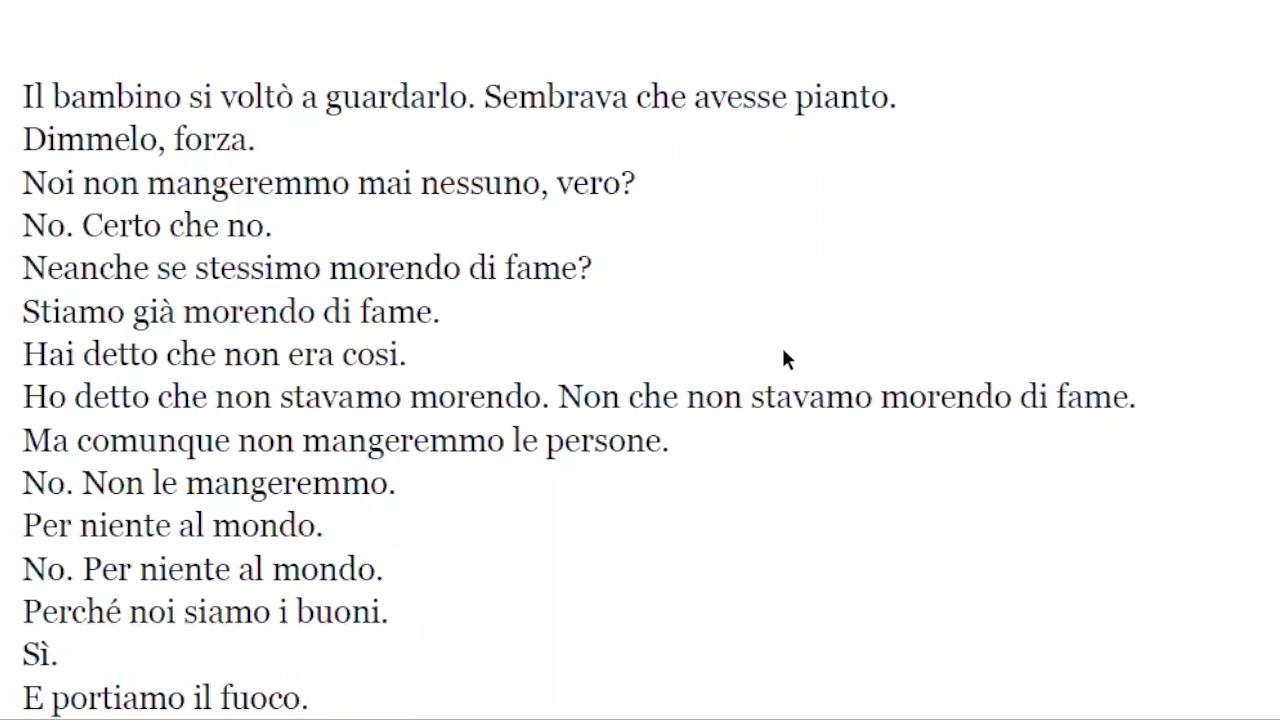 Il bambino si voltò a guardarlo. Sembrava che avesse pianto.
Dimmelo, forza.
Noi non mangeremmo mai nessuno, vero?
No. Certo che no.
Neanche se stessimo morendo di fame?
Stiamo già morendo di fame.
Hai detto che non era cosi.
Ho detto che non stavamo morendo. Non che non stavamo morendo di fame.
Ma comunque non mangeremmo le persone.
No. Non le mangeremmo.
Per niente al mondo.
No. Per niente al mondo.
Perché noi siamo i buoni.
Sì.
E portiamo il fuoco.